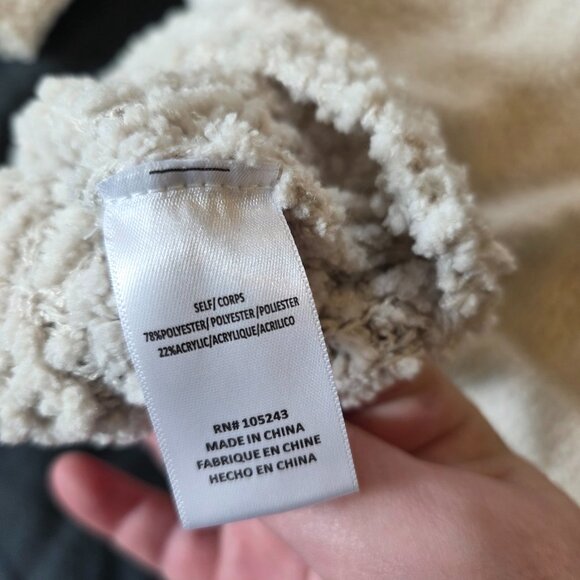 SELF/ CORPS
78%POLYESTER/ POLYESTER /POLIESTER
22%ACRYLIC/ACRYLIQUE/ACRILICO
RN# 105243
MADE IN CHINA
FABRIQUE EN CHINE
HECHO EN CHINA